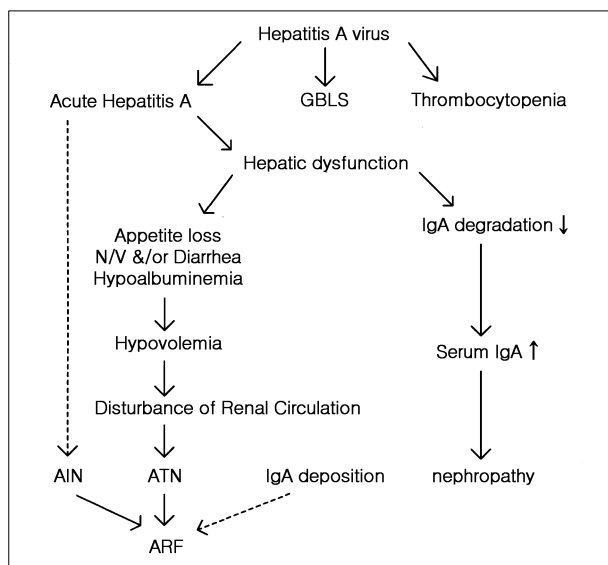 Hepatitis A virus
Acute Hepatitis A
GBLS
Thrombocytopenia
Hepatic dysfunction
Appetite loss
N/V &/or Diarrhea
Hypoalbuminemia
IgA degradation ↓
Hypovolemia
Serum IgA ↑
Disturbance of Renal Circulation
AIN
ATN
IgA deposition
nephropathy
ARF